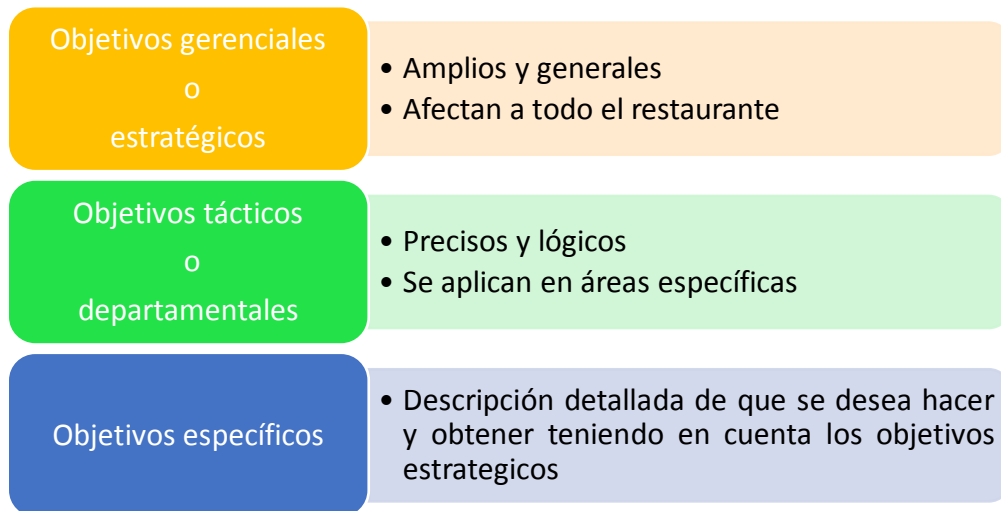 Objetivos gerenciales
o
estratégicos
• Amplios y generales
• Afectan a todo el restaurante
Objetivos tácticos
o
departamentales
• Precisos y lógicos
• Se aplican en áreas específicas
Objetivos específicos
• Descripción detallada de que se desea hacer
y obtener teniendo en cuenta los objetivos
estrategicos